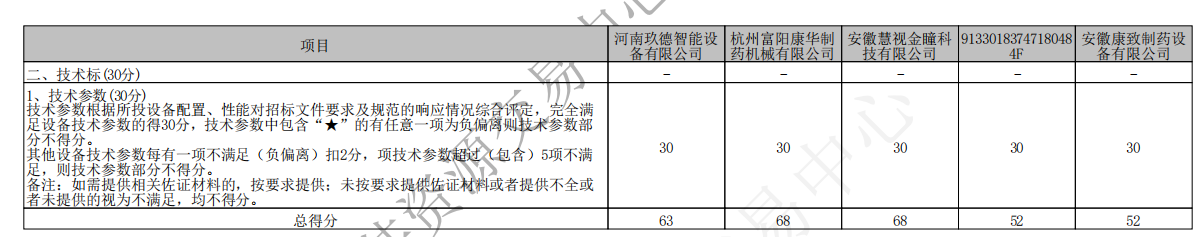 项目
河南玖德智能设
备有限公司
杭州富阳康华制
药机械有限公司
安徽慧视金瞳科
技有限公司
9133018374718048
4F
安徽康致制药设
备有限公司
二、技术标(30分)
-
-
-
-
-
1、技术参数(30分)
技术参数根据所投设备配置、性能对招标文件要求及规范的响应情况综合评定，完全满
足设备技术参数的得30分，技术参数中包含“★”的有任意一项为负偏离则技术参数部
分不得分。
其他设备技术参数每有一项不满足（负偏离）扣2分，项技术参数超过（包含）5项不满
足，则技术参数部分不得分。
备注：如需提供相关佐证材料的，按要求提供；未按要求提供佐证材料或者提供不全或
者未提供的视为不满足，均不得分。
30
30
30
30
30
总得分
63
68
68
52
52
资源交易中心
易中心